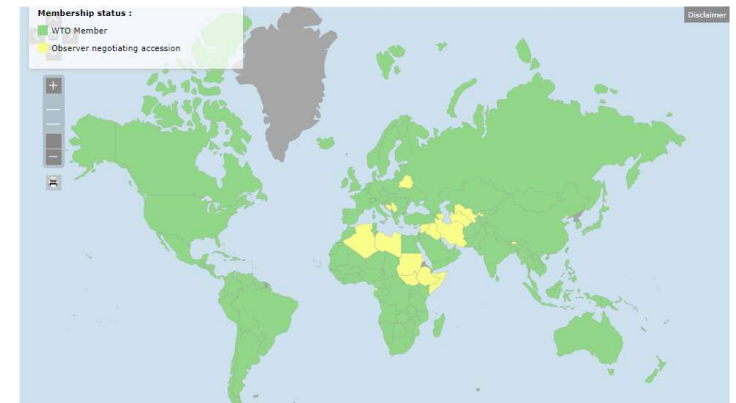 Membership status :
WTO Member
Observer negotiating accession
Disclaimer